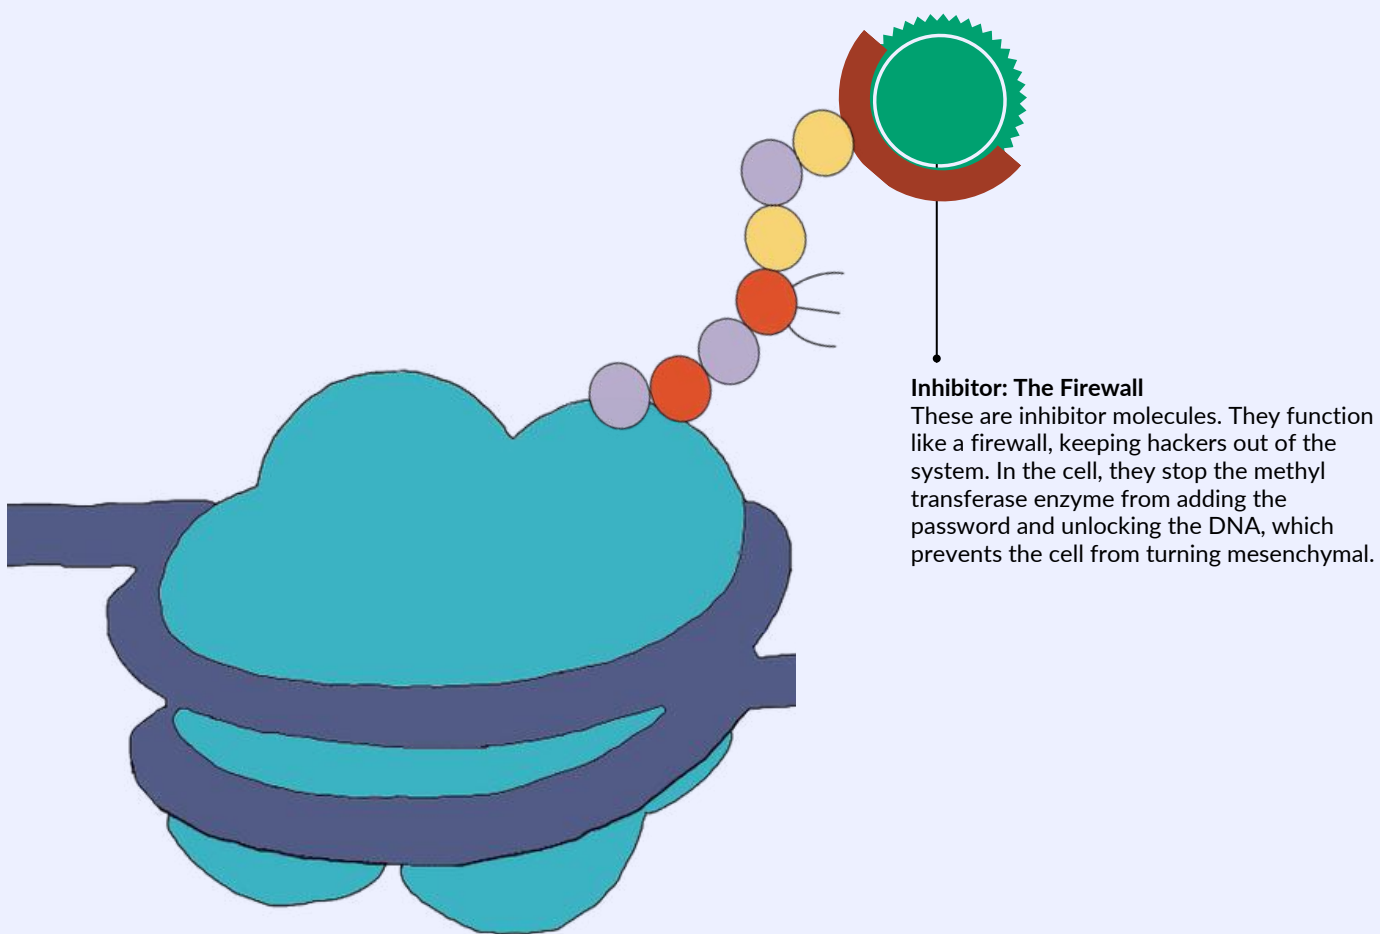 Inhibitor: The Firewall
These are inhibitor molecules. They function
like a firewall, keeping hackers out of the
system. In the cell, they stop the methyl
transferase enzyme from adding the
password and unlocking the DNA, which
prevents the cell from turning mesenchymal.